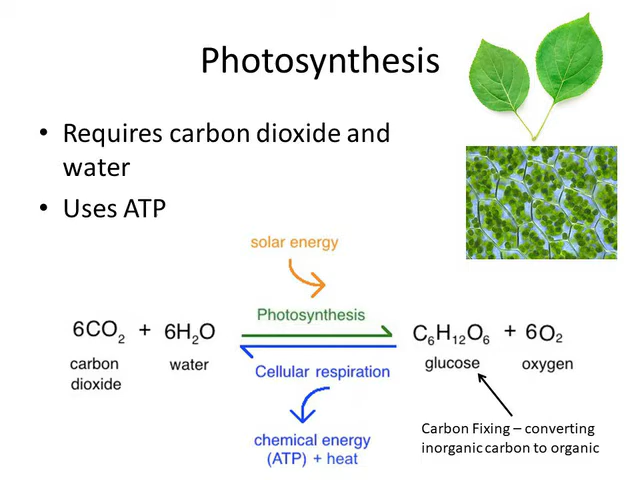 Photosynthesis
• Requires carbon dioxide and
water
• Uses ATP
solar energy
Photosynthesis
6CO₂ + 6H₂O C₆H₁₂O₆ + 6O₂
carbon
dioxide
water
glucose
oxygen
Cellular respiration
chemical energy
(ATP) + heat
Carbon Fixing – converting
inorganic carbon to organic